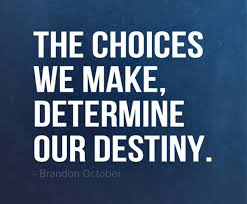 THE CHOICES
WE MAKE,
DETERMINE
OUR DESTINY.
- Brandon October